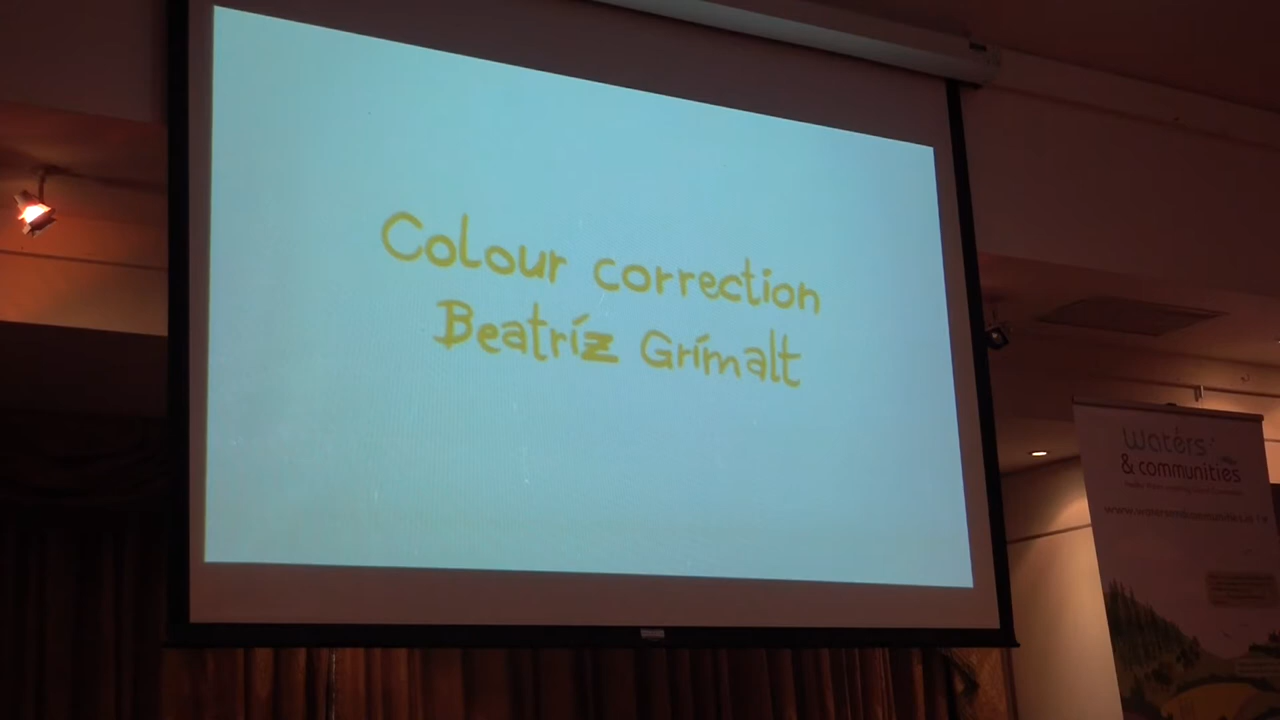 Colour correction
Beatríz Grímalt
waters
& communities